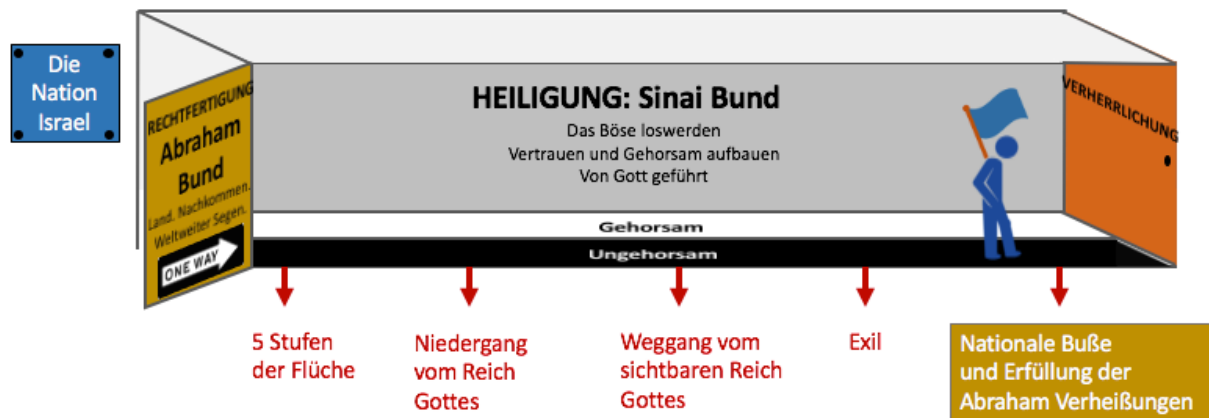 Die
Nation
Israel
RECHTFERTIGUNG
Abraham
Bund
Land. Nachkommen.
Weltweiter Segen.
ONE WAY
HEILIGUNG: Sinai Bund
Das Böse loswerden
Vertrauen und Gehorsam aufbauen
Von Gott geführt
VERHERRLICHUNG
Gehorsam
Ungehorsam
5 Stufen
der Flüche
Niedergang
vom Reich
Gottes
Weggang vom
sichtbaren Reich
Gottes
Exil
Nationale Buße
und Erfüllung der
Abraham Verheißungen